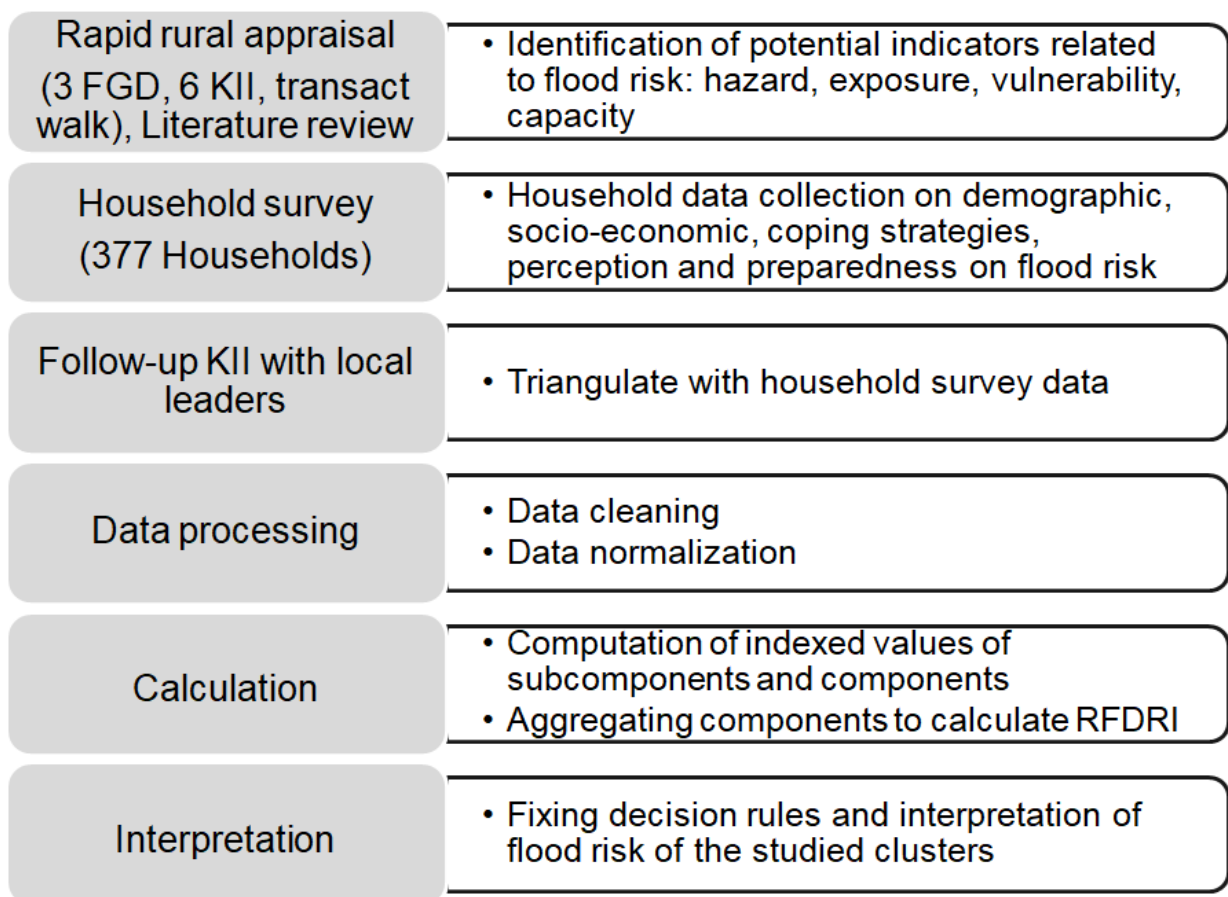 Rapid rural appraisal
(3 FGD, 6 KII, transact
walk), Literature review
• Identification of potential indicators related
to flood risk: hazard, exposure, vulnerability,
capacity
Household survey
(377 Households)
• Household data collection on demographic,
socio-economic, coping strategies,
perception and preparedness on flood risk
Follow-up KII with local
leaders
• Triangulate with household survey data
Data processing
• Data cleaning
• Data normalization
Calculation
• Computation of indexed values of
subcomponents and components
• Aggregating components to calculate RFDRI
Interpretation
• Fixing decision rules and interpretation of
flood risk of the studied clusters